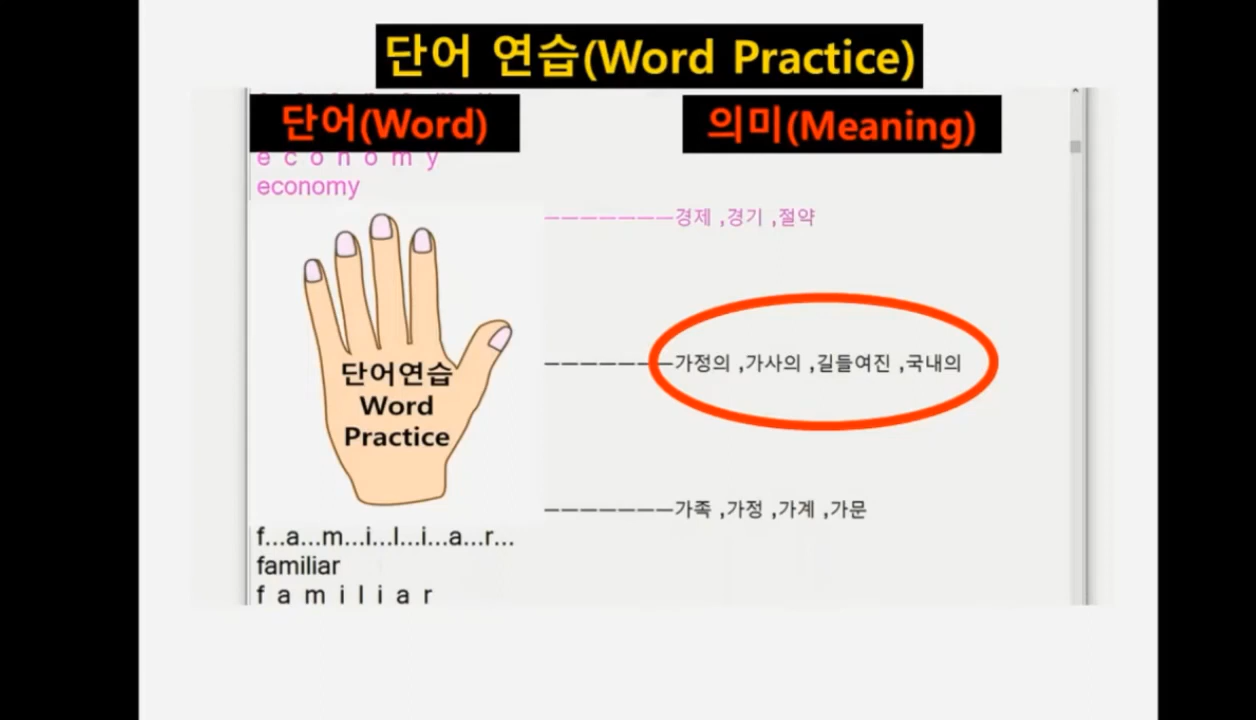 단어 연습(Word Practice)
단어(Word)
의미(Meaning)
e c o n o m y
economy
———————경제 ,경기 ,절약
단어연습
Word
Practice
———————가정의 ,가사의 ,길들여진 ,국내의
———————가족 ,가정 ,가계 ,가문
f...a...m...i...l...i...a...r...
familiar
f a m i l i a r